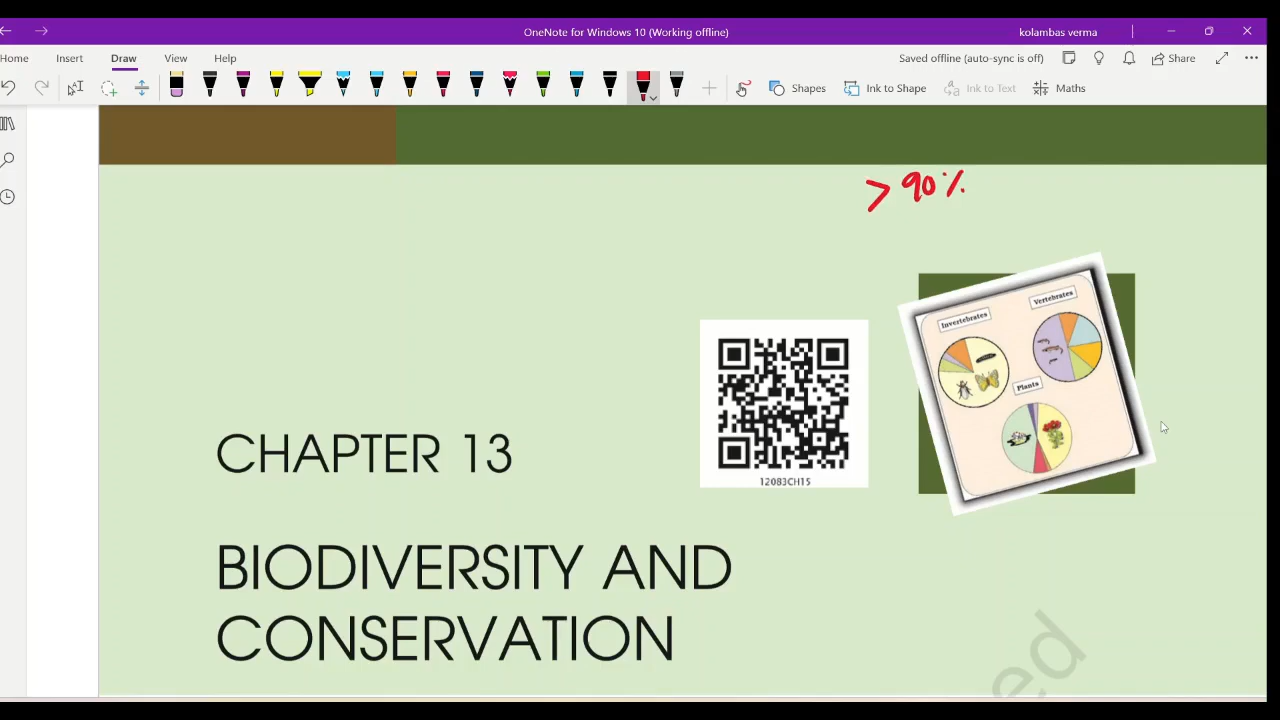 OneNote for Windows 10 (Working offline)
kolambas verma
Home Insert Draw View Help
Saved offline (auto-sync is off)
Share
Shapes
Ink to Shape
Ink to Text
Maths
> 90%
Invertebrates
Vertebrates
Plants
12083CH15
CHAPTER 13
BIODIVERSITY AND
CONSERVATION
ed